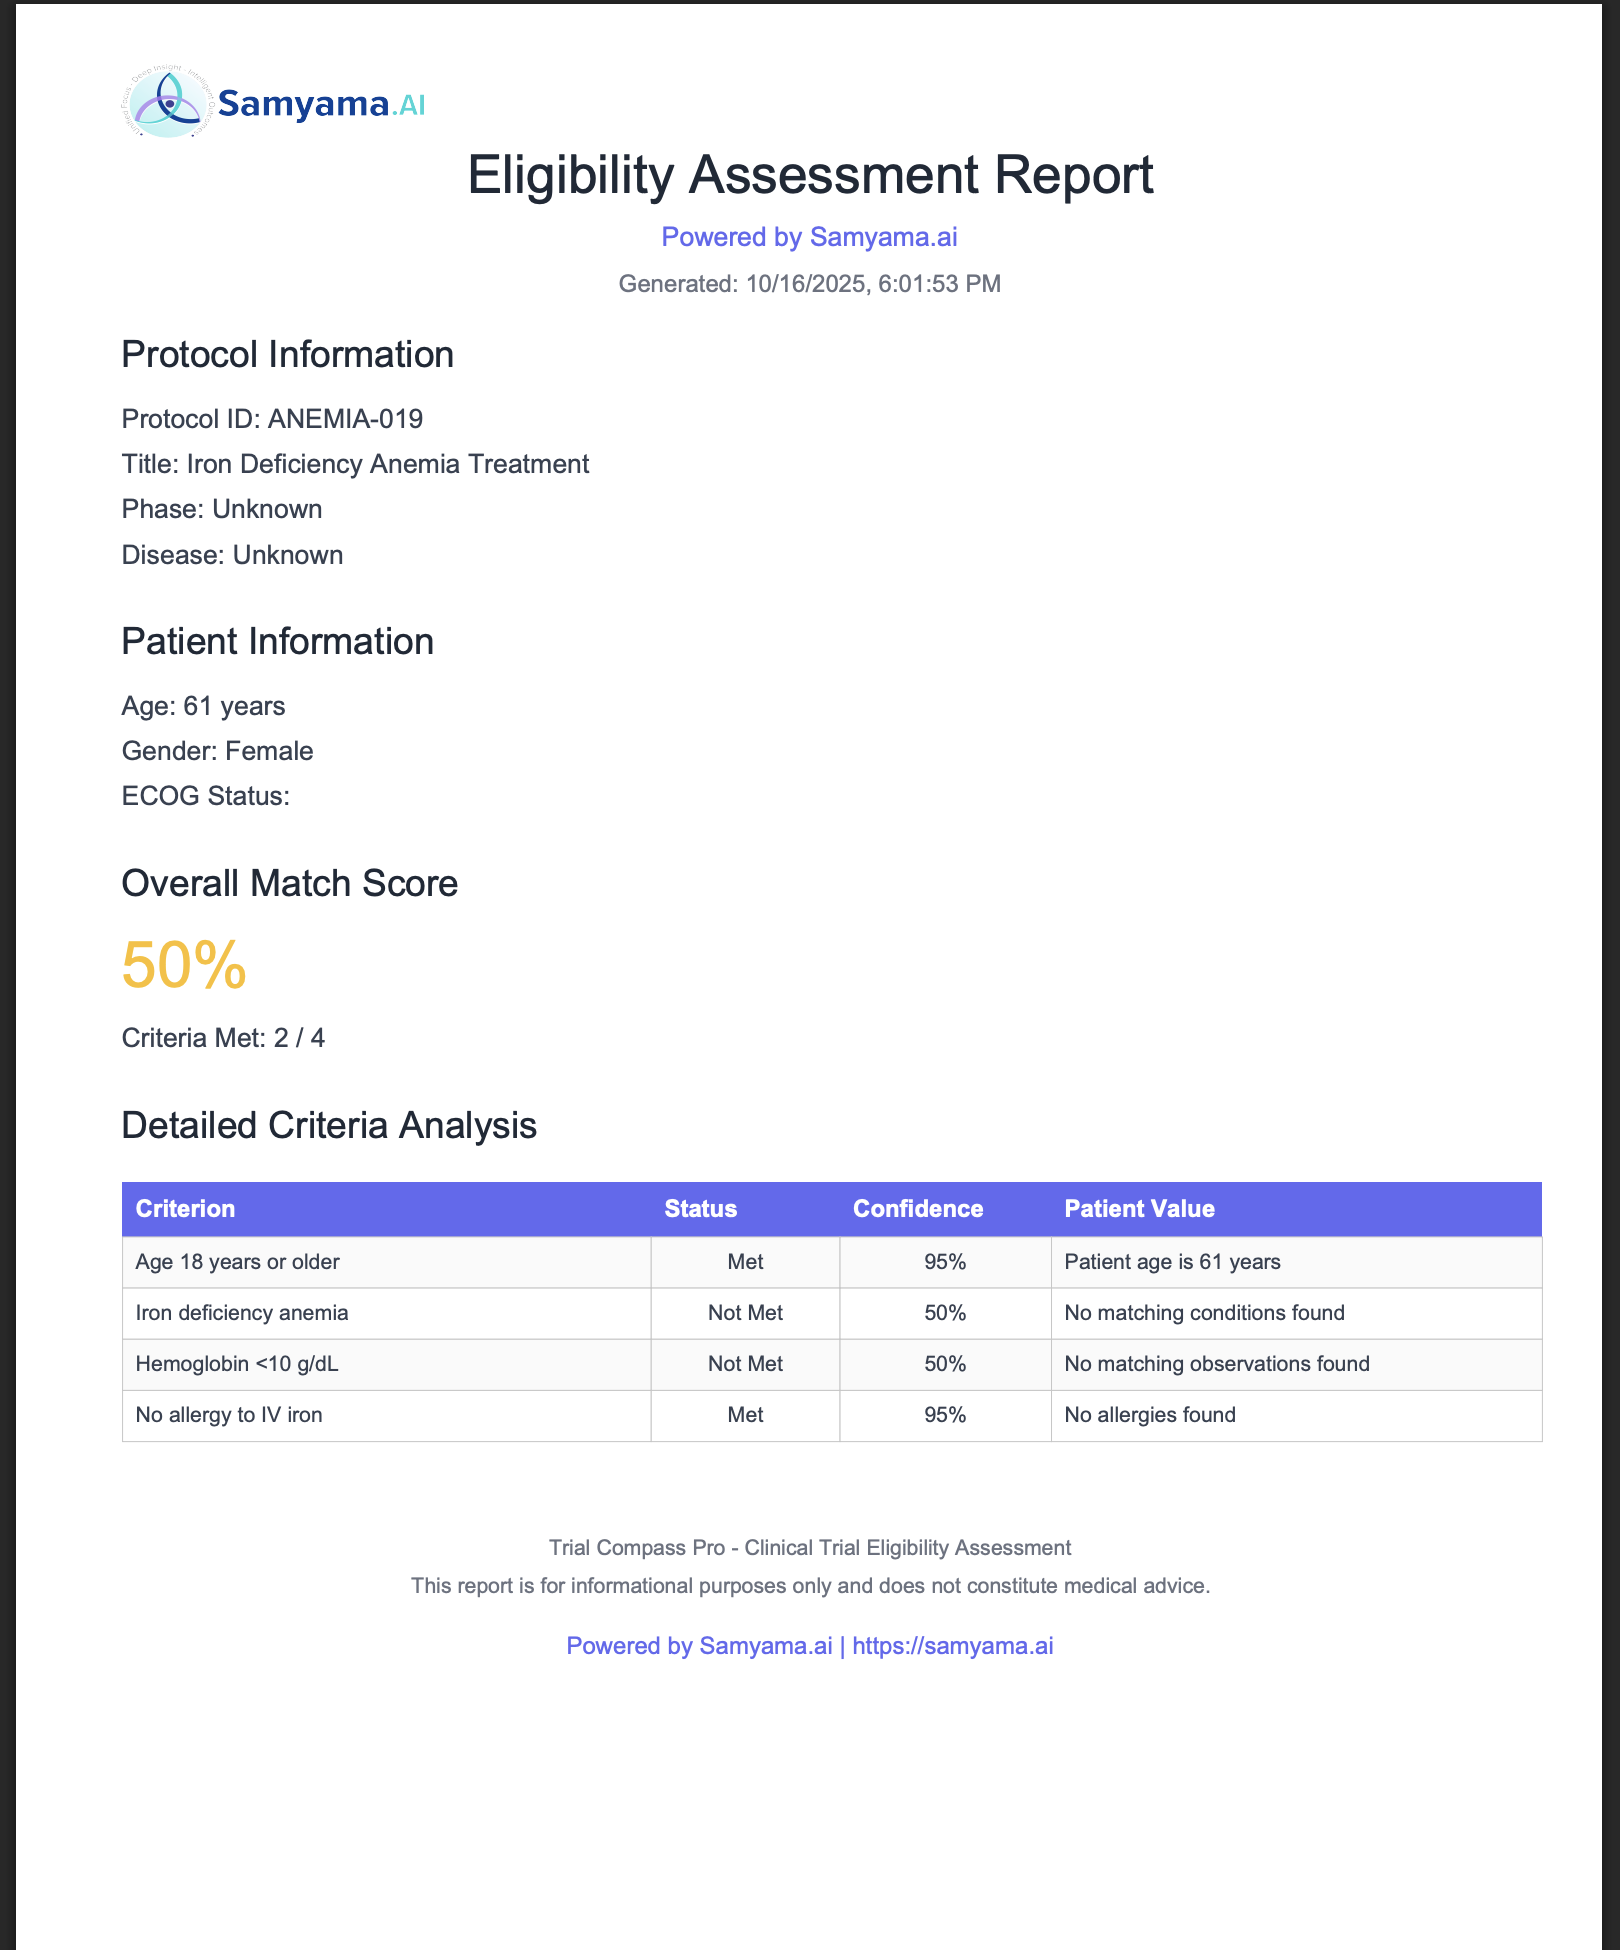 Unified Focus - Deep Insight - Intelligent Outcomes
Samyama.AI
Eligibility Assessment Report
Powered by Samyama.ai
Generated: 10/16/2025, 6:01:53 PM
Protocol Information
Protocol ID: ANEMIA-019
Title: Iron Deficiency Anemia Treatment
Phase: Unknown
Disease: Unknown
Patient Information
Age: 61 years
Gender: Female
ECOG Status:
Overall Match Score
50%
Criteria Met: 2 / 4
Detailed Criteria Analysis
Criterion Status Confidence Patient Value
Age 18 years or older Met 95% Patient age is 61 years
Iron deficiency anemia Not Met 50% No matching conditions found
Hemoglobin <10 g/dL Not Met 50% No matching observations found
No allergy to IV iron Met 95% No allergies found
Trial Compass Pro - Clinical Trial Eligibility Assessment
This report is for informational purposes only and does not constitute medical advice.
Powered by Samyama.ai | https://samyama.ai